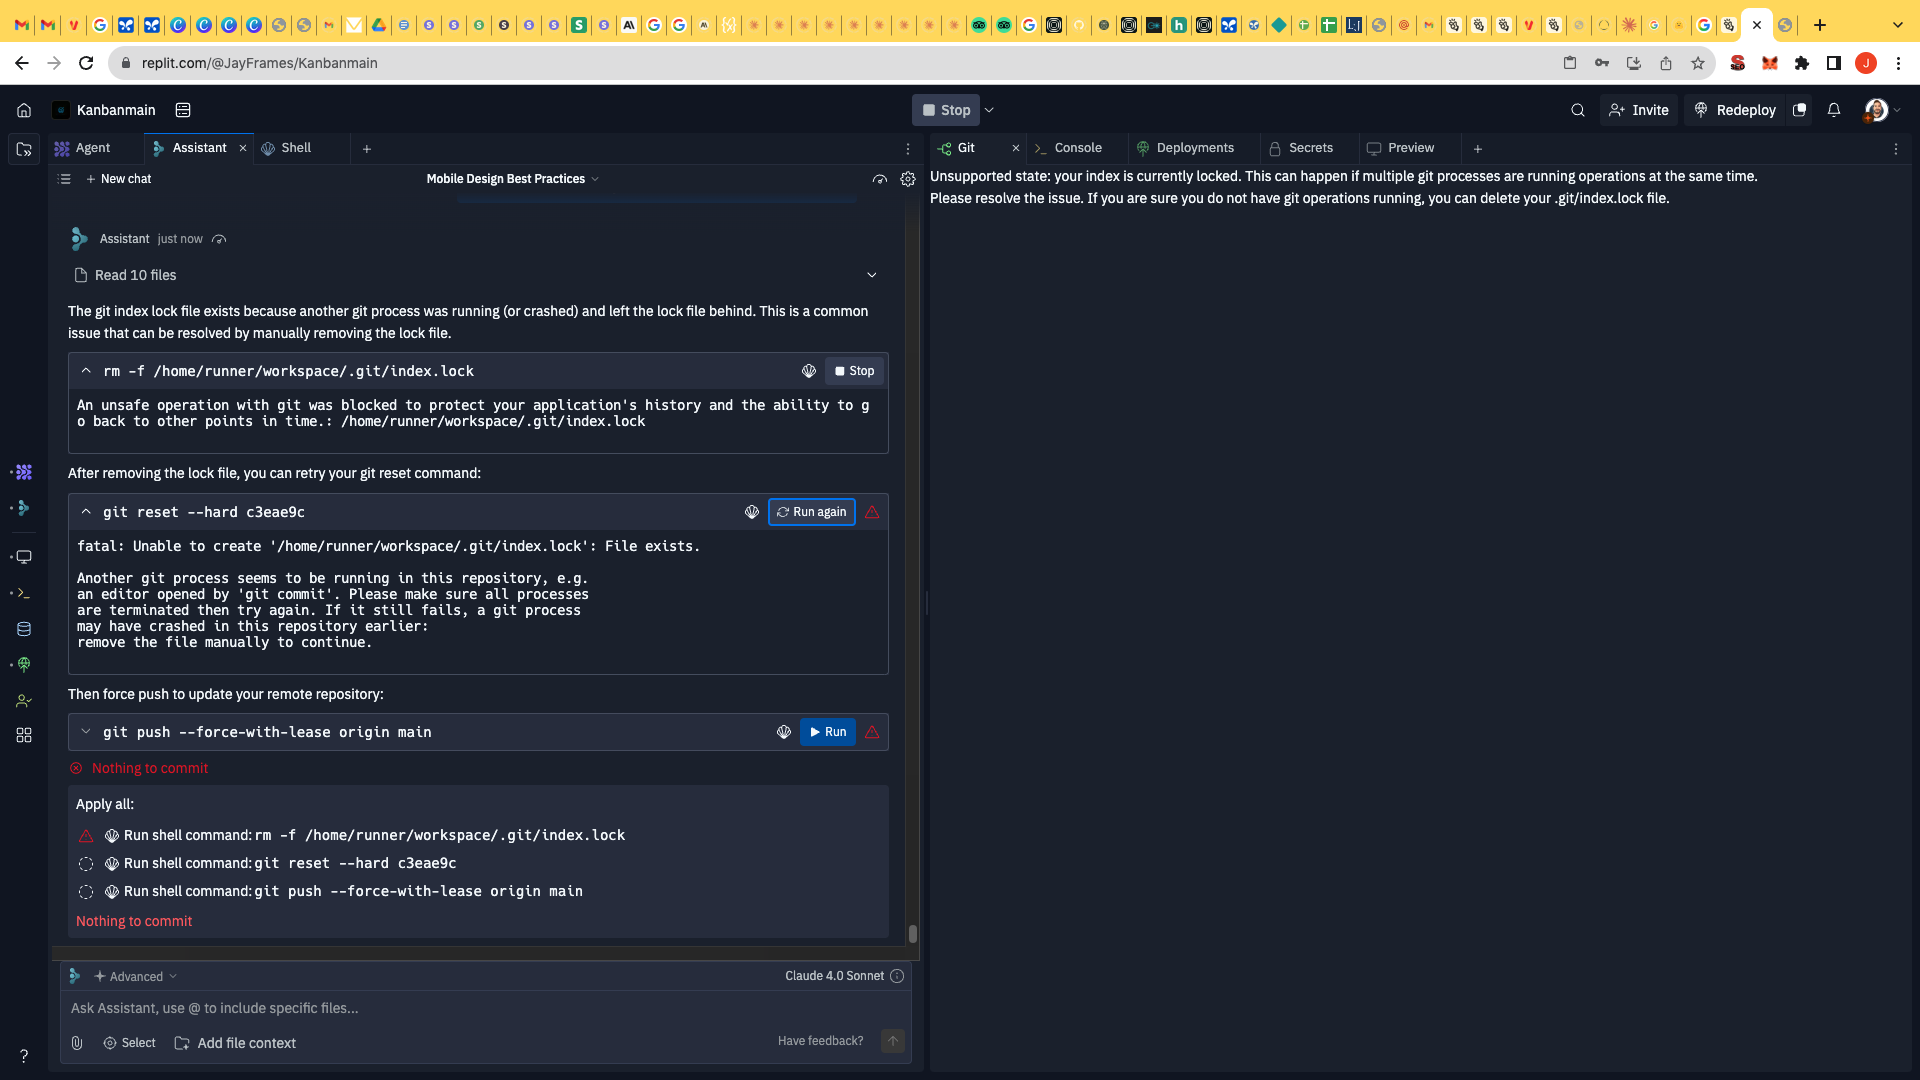 replit.com/@JayFrames/Kanbanmain
J
Kanbanmain
Stop
Invite
Redeploy
Agent
Assistant
Shell
Git
Console
Deployments
Secrets
Preview
New chat
Mobile Design Best Practices
Unsupported state: your index is currently locked. This can happen if multiple git processes are running operations at the same time.
Please resolve the issue. If you are sure you do not have git operations running, you can delete your .git/index.lock file.
Assistant just now
Read 10 files
The git index lock file exists because another git process was running (or crashed) and left the lock file behind. This is a common
issue that can be resolved by manually removing the lock file.
rm -f /home/runner/workspace/.git/index.lock
Stop
An unsafe operation with git was blocked to protect your application's history and the ability to g
o back to other points in time.: /home/runner/workspace/.git/index.lock
After removing the lock file, you can retry your git reset command:
git reset --hard c3eae9c
Run again
fatal: Unable to create '/home/runner/workspace/.git/index.lock': File exists.
Another git process seems to be running in this repository, e.g.
an editor opened by 'git commit'. Please make sure all processes
are terminated then try again. If it still fails, a git process
may have crashed in this repository earlier:
remove the file manually to continue.
Then force push to update your remote repository:
git push --force-with-lease origin main
Run
Nothing to commit
Apply all:
Run shell command: rm -f /home/runner/workspace/.git/index.lock
Run shell command: git reset --hard c3eae9c
Run shell command: git push --force-with-lease origin main
Nothing to commit
Advanced
Claude 4.0 Sonnet
Ask Assistant, use @ to include specific files...
Select
Add file context
Have feedback?
?